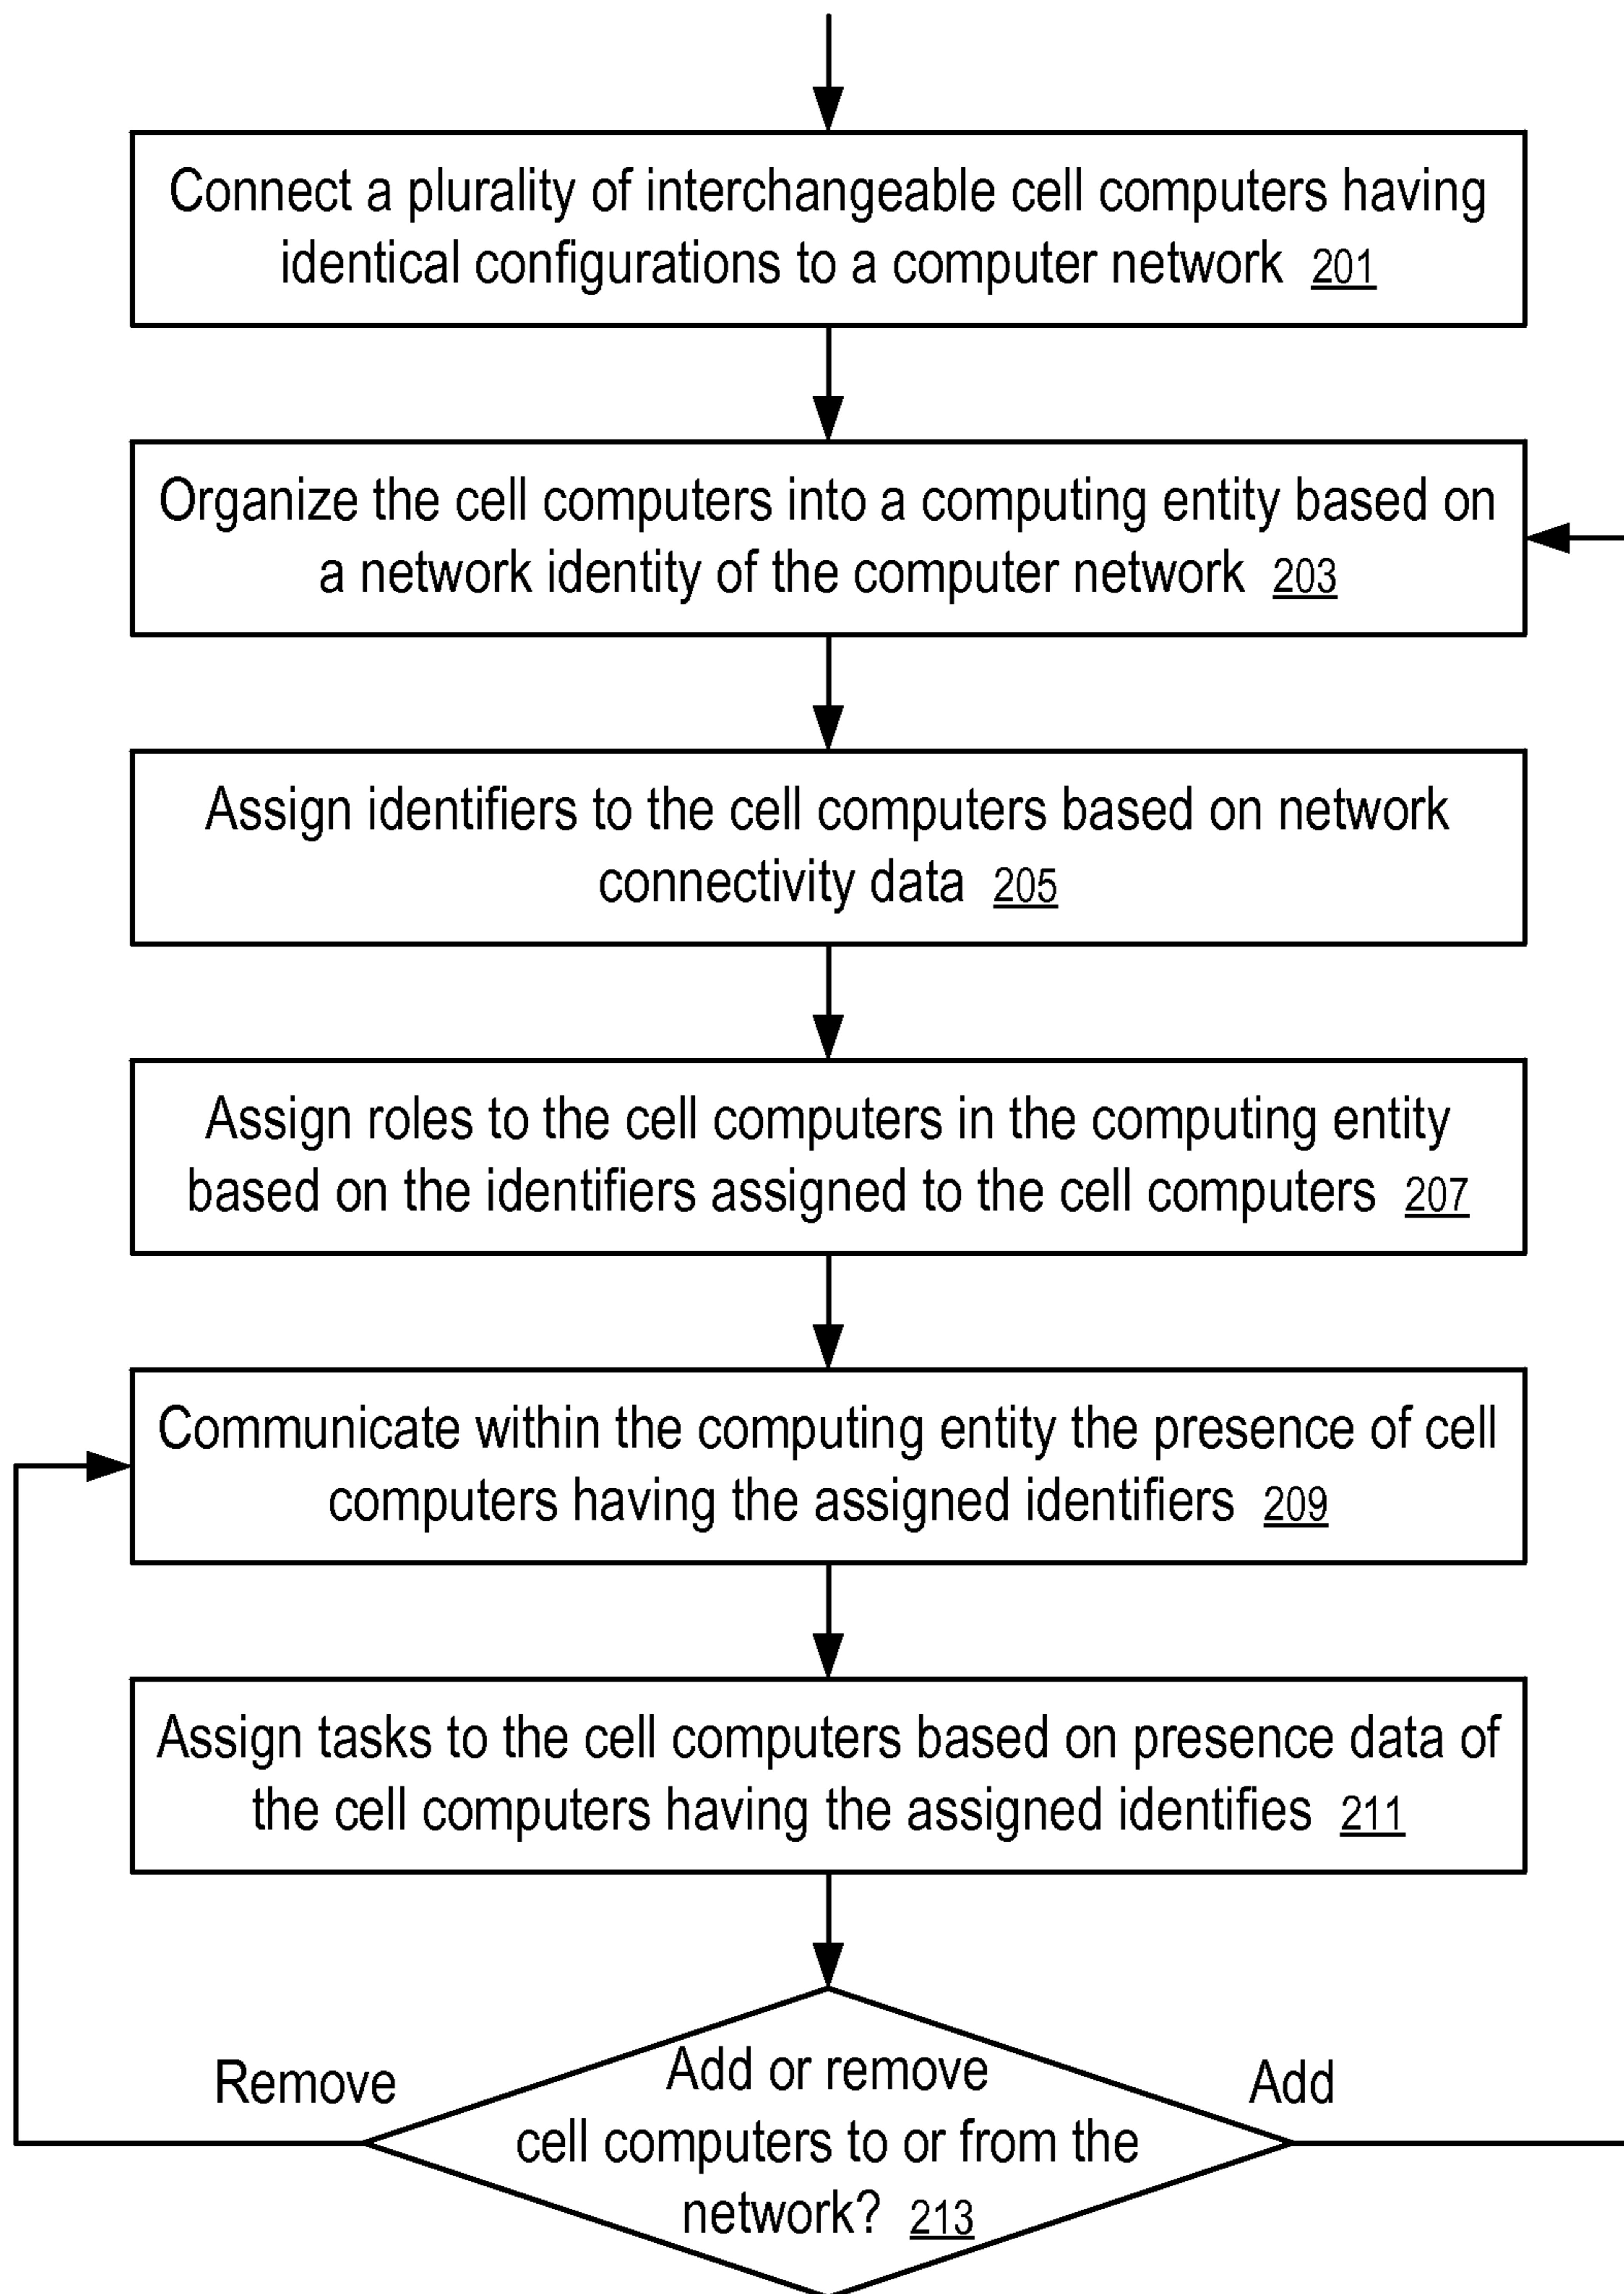 Connect a plurality of interchangeable cell computers having
identical configurations to a computer network 201
Organize the cell computers into a computing entity based on
a network identity of the computer network 203
Assign identifiers to the cell computers based on network
connectivity data 205
Assign roles to the cell computers in the computing entity
based on the identifiers assigned to the cell computers 207
Communicate within the computing entity the presence of cell
computers having the assigned identifiers 209
Assign tasks to the cell computers based on presence data of
the cell computers having the assigned identifies 211
Remove
Add or remove
cell computers to or from the
network? 213
Add